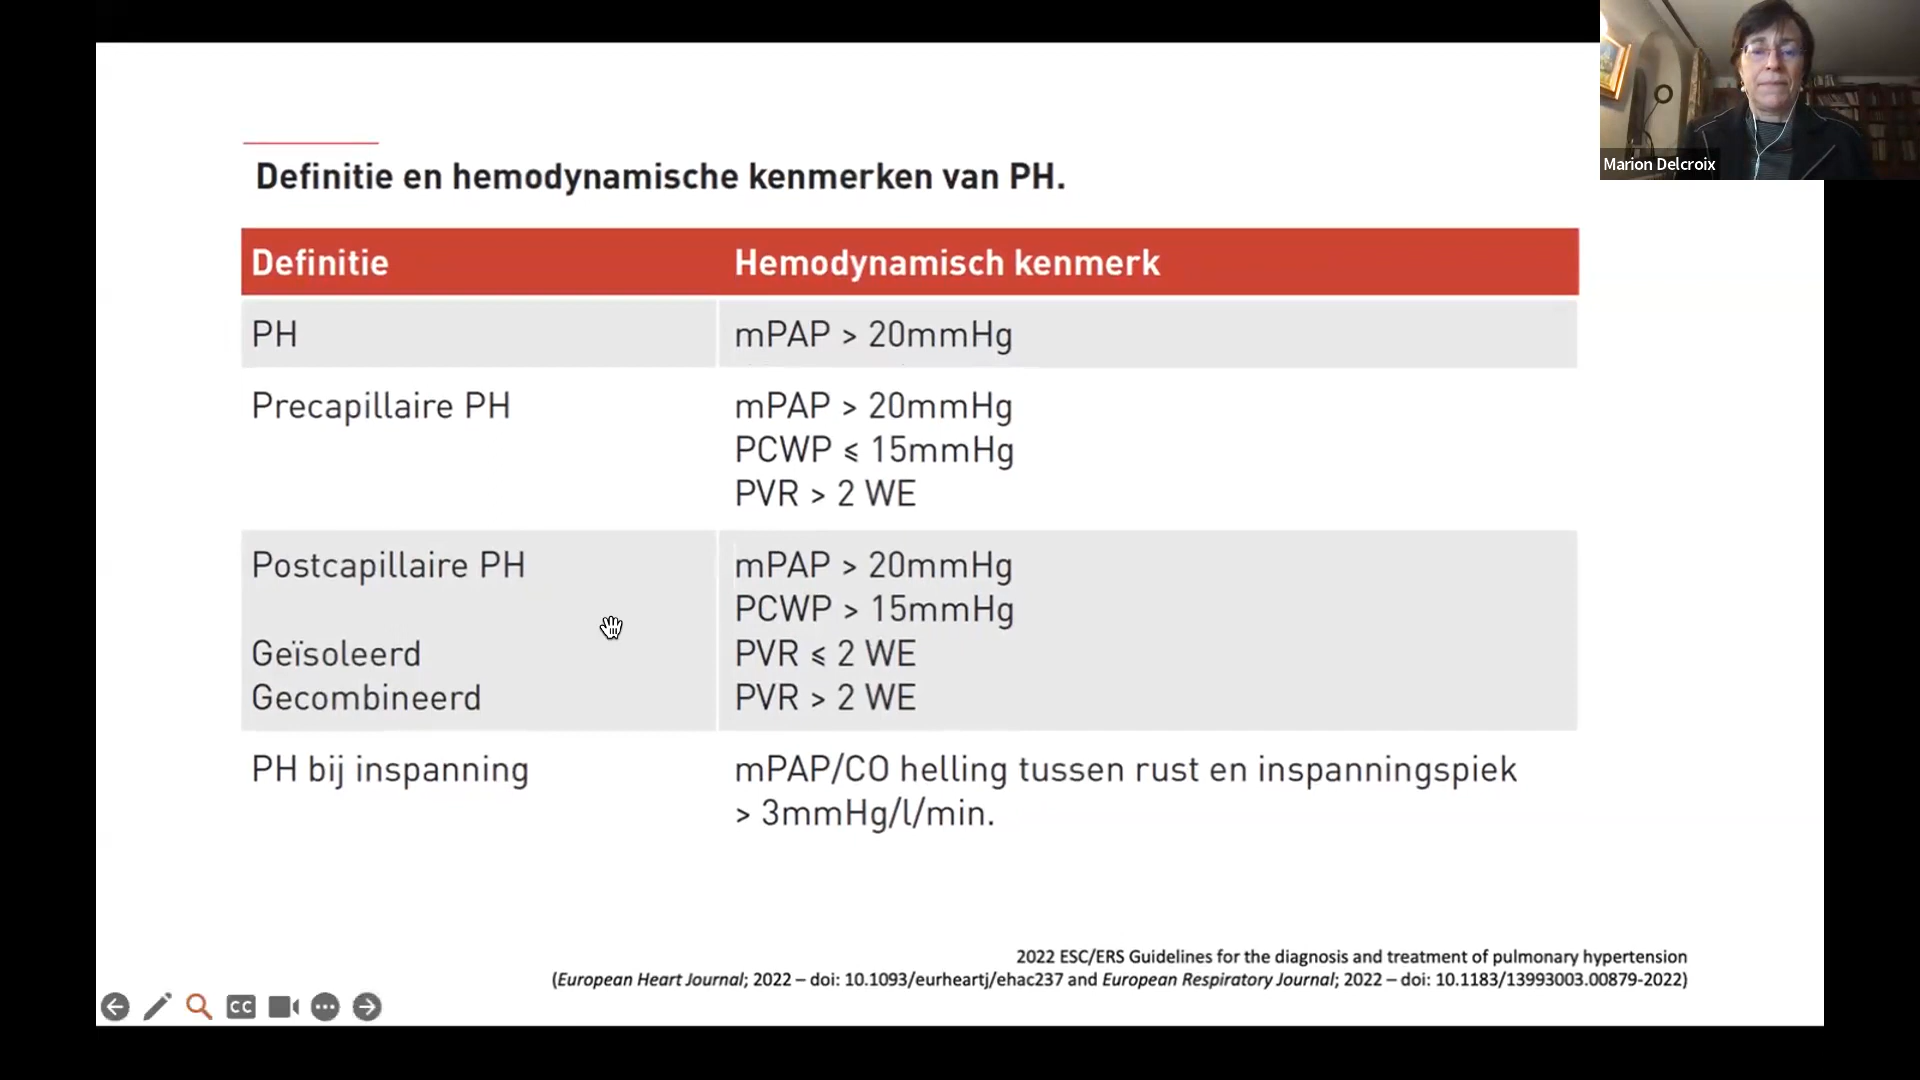 Marion Delcroix
Definitie en hemodynamische kenmerken van PH.
Definitie Hemodynamisch kenmerk
PH mPAP > 20mmHg
Precapillaire PH mPAP > 20mmHg
PCWP ⩽ 15mmHg
PVR > 2 WE
Postcapillaire PH mPAP > 20mmHg
PCWP > 15mmHg
Geïsoleerd PVR ⩽ 2 WE
Gecombineerd PVR > 2 WE
PH bij inspanning mPAP/CO helling tussen rust en inspanningspiek
> 3mmHg/l/min.
2022 ESC/ERS Guidelines for the diagnosis and treatment of pulmonary hypertension
(European Heart Journal; 2022 – doi: 10.1093/eurheartj/ehac237 and European Respiratory Journal; 2022 – doi: 10.1183/13993003.00879-2022)
CC